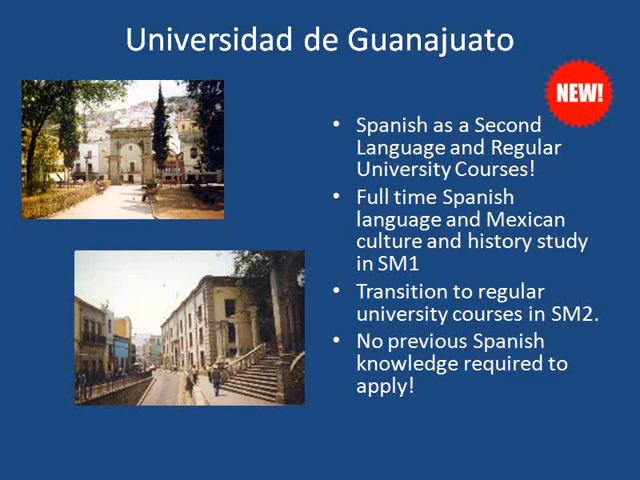 Universidad de Guanajuato
NEW!
• Spanish as a Second
Language and Regular
University Courses!
• Full time Spanish
language and Mexican
culture and history study
in SM1
• Transition to regular
university courses in SM2.
• No previous Spanish
knowledge required to
apply!